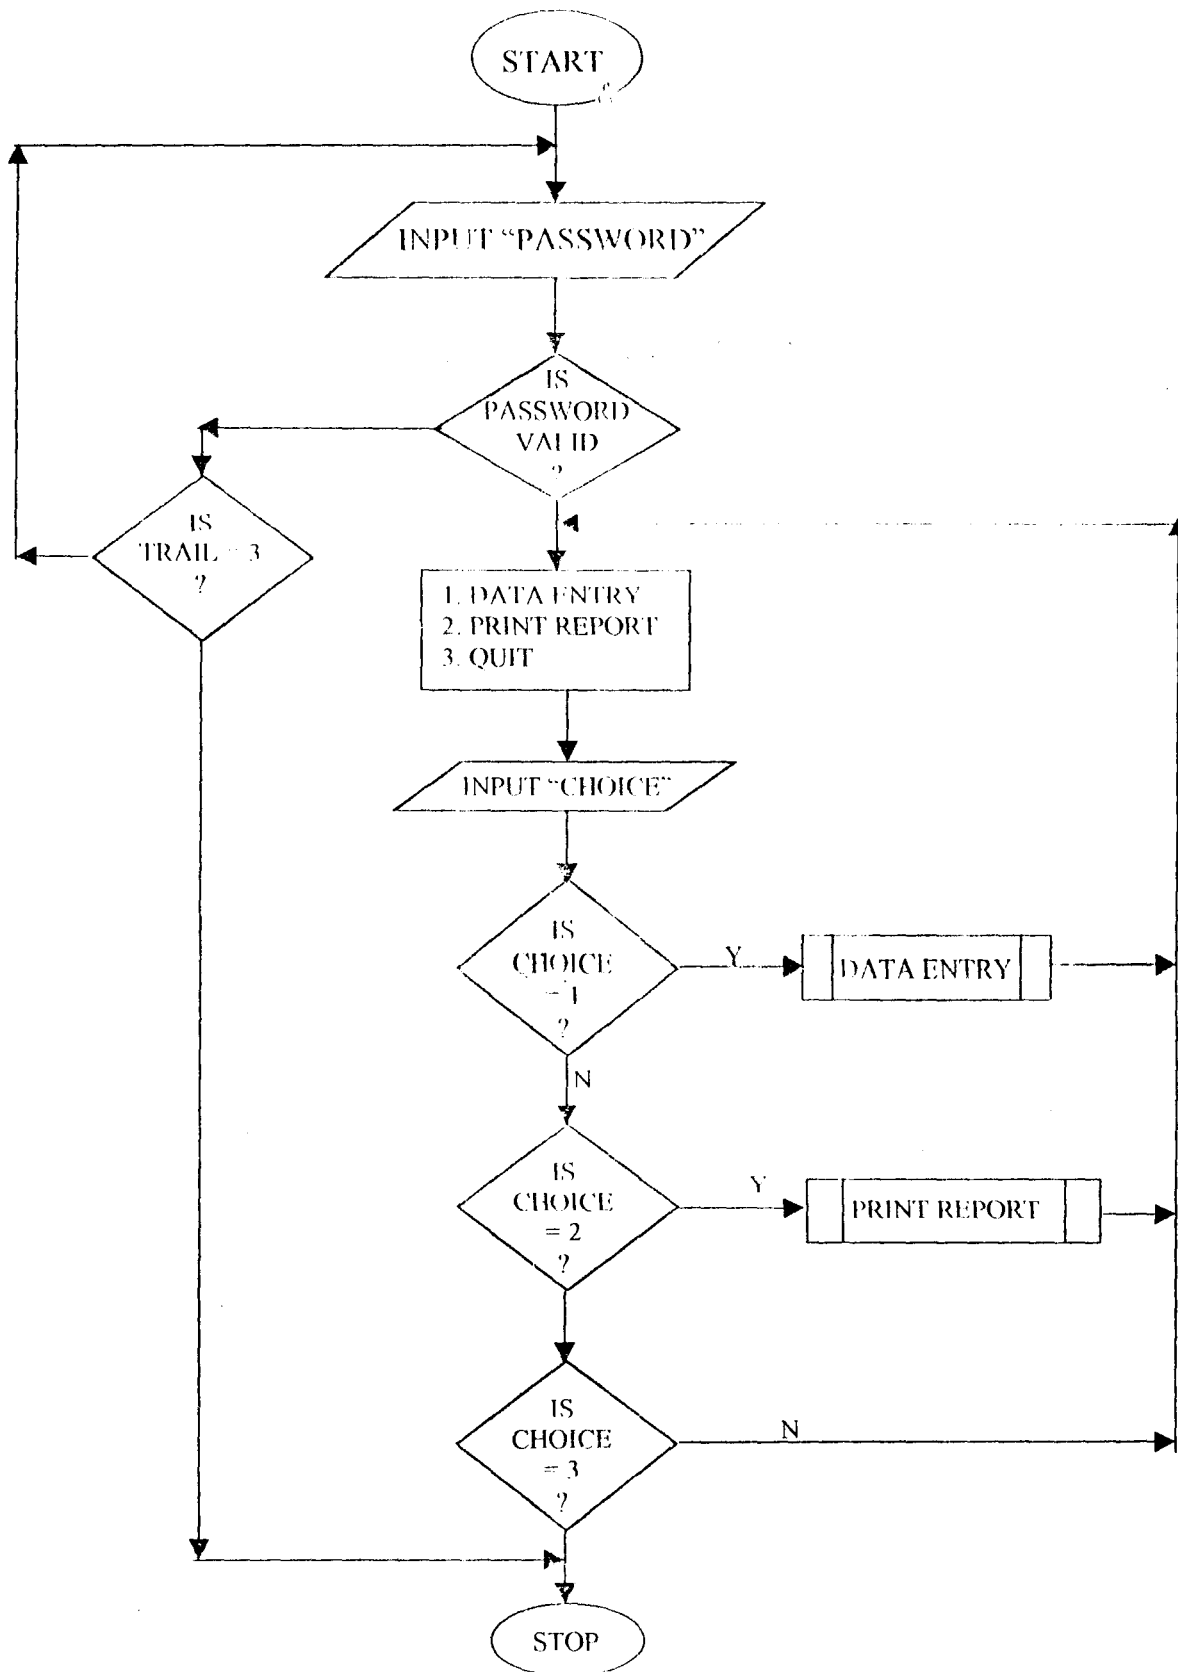 START
INPUT “PASSWORD”
IS
PASSWORD
VALID
?
IS
TRAIL = 3
?
1. DATA ENTRY
2. PRINT REPORT
3. QUIT
INPUT “CHOICE”
IS
CHOICE
= 1
?
Y
DATA ENTRY
N
IS
CHOICE
= 2
?
Y
PRINT REPORT
IS
CHOICE
= 3
?
N
STOP